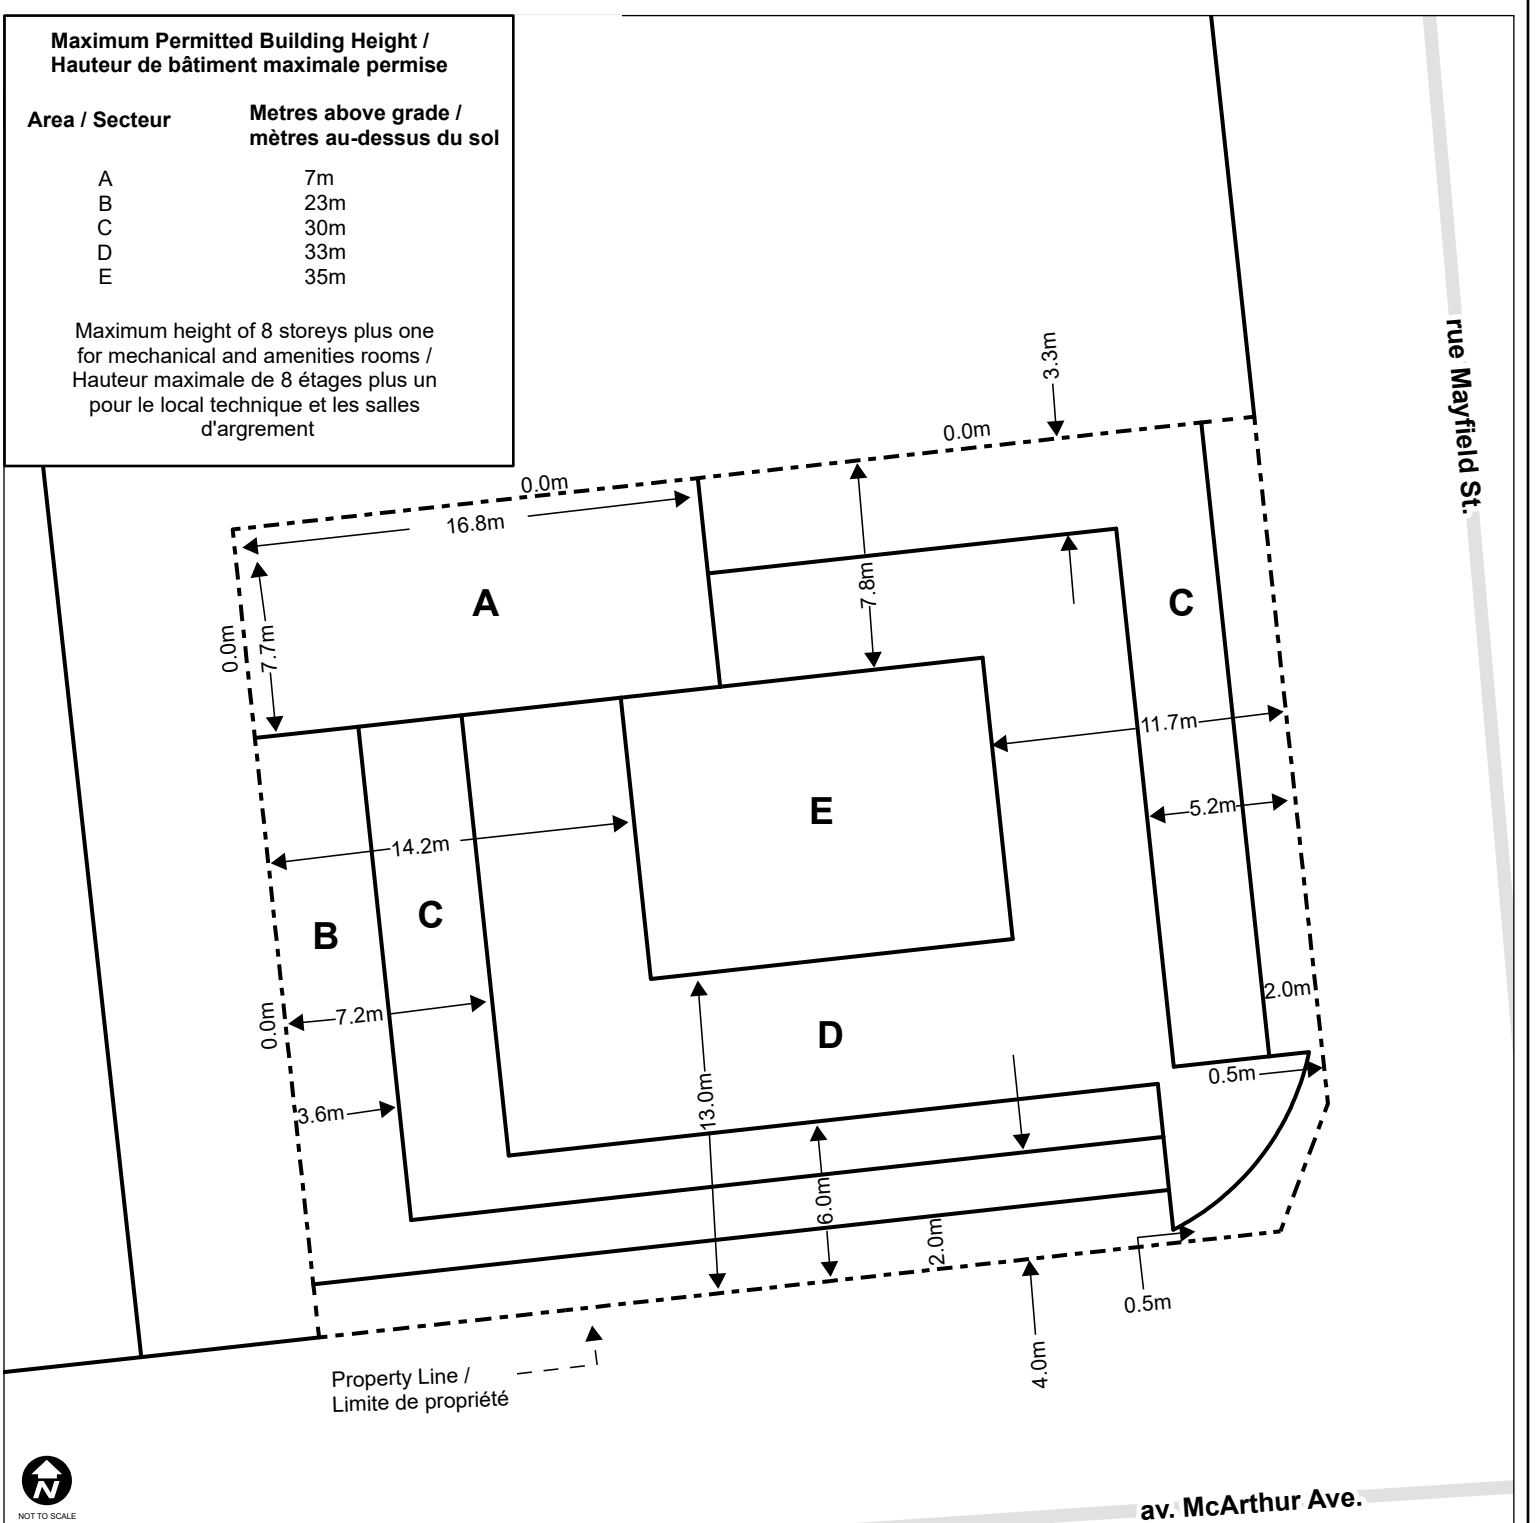 Maximum Permitted Building Height /
Hauteur de bâtiment maximale permise
Area / Secteur
Metres above grade /
mètres au-dessus du sol
A 7m
B 23m
C 30m
D 33m
E 35m
Maximum height of 8 storeys plus one
for mechanical and amenities rooms /
Hauteur maximale de 8 étages plus un
pour le local technique et les salles
d'argrement
rue Mayfield St.
3.3m
0.0m
0.0m
16.8m
7.8m
A
C
0.0m
7.7m
11.7m
E
5.2m
14.2m
B
C
2.0m
0.0m
7.2m
D
0.5m
13.0m
3.6m
6.0m
2.0m
0.5m
4.0m
Property Line /
Limite de propriété
N
NOT TO SCALE
av. McArthur Ave.